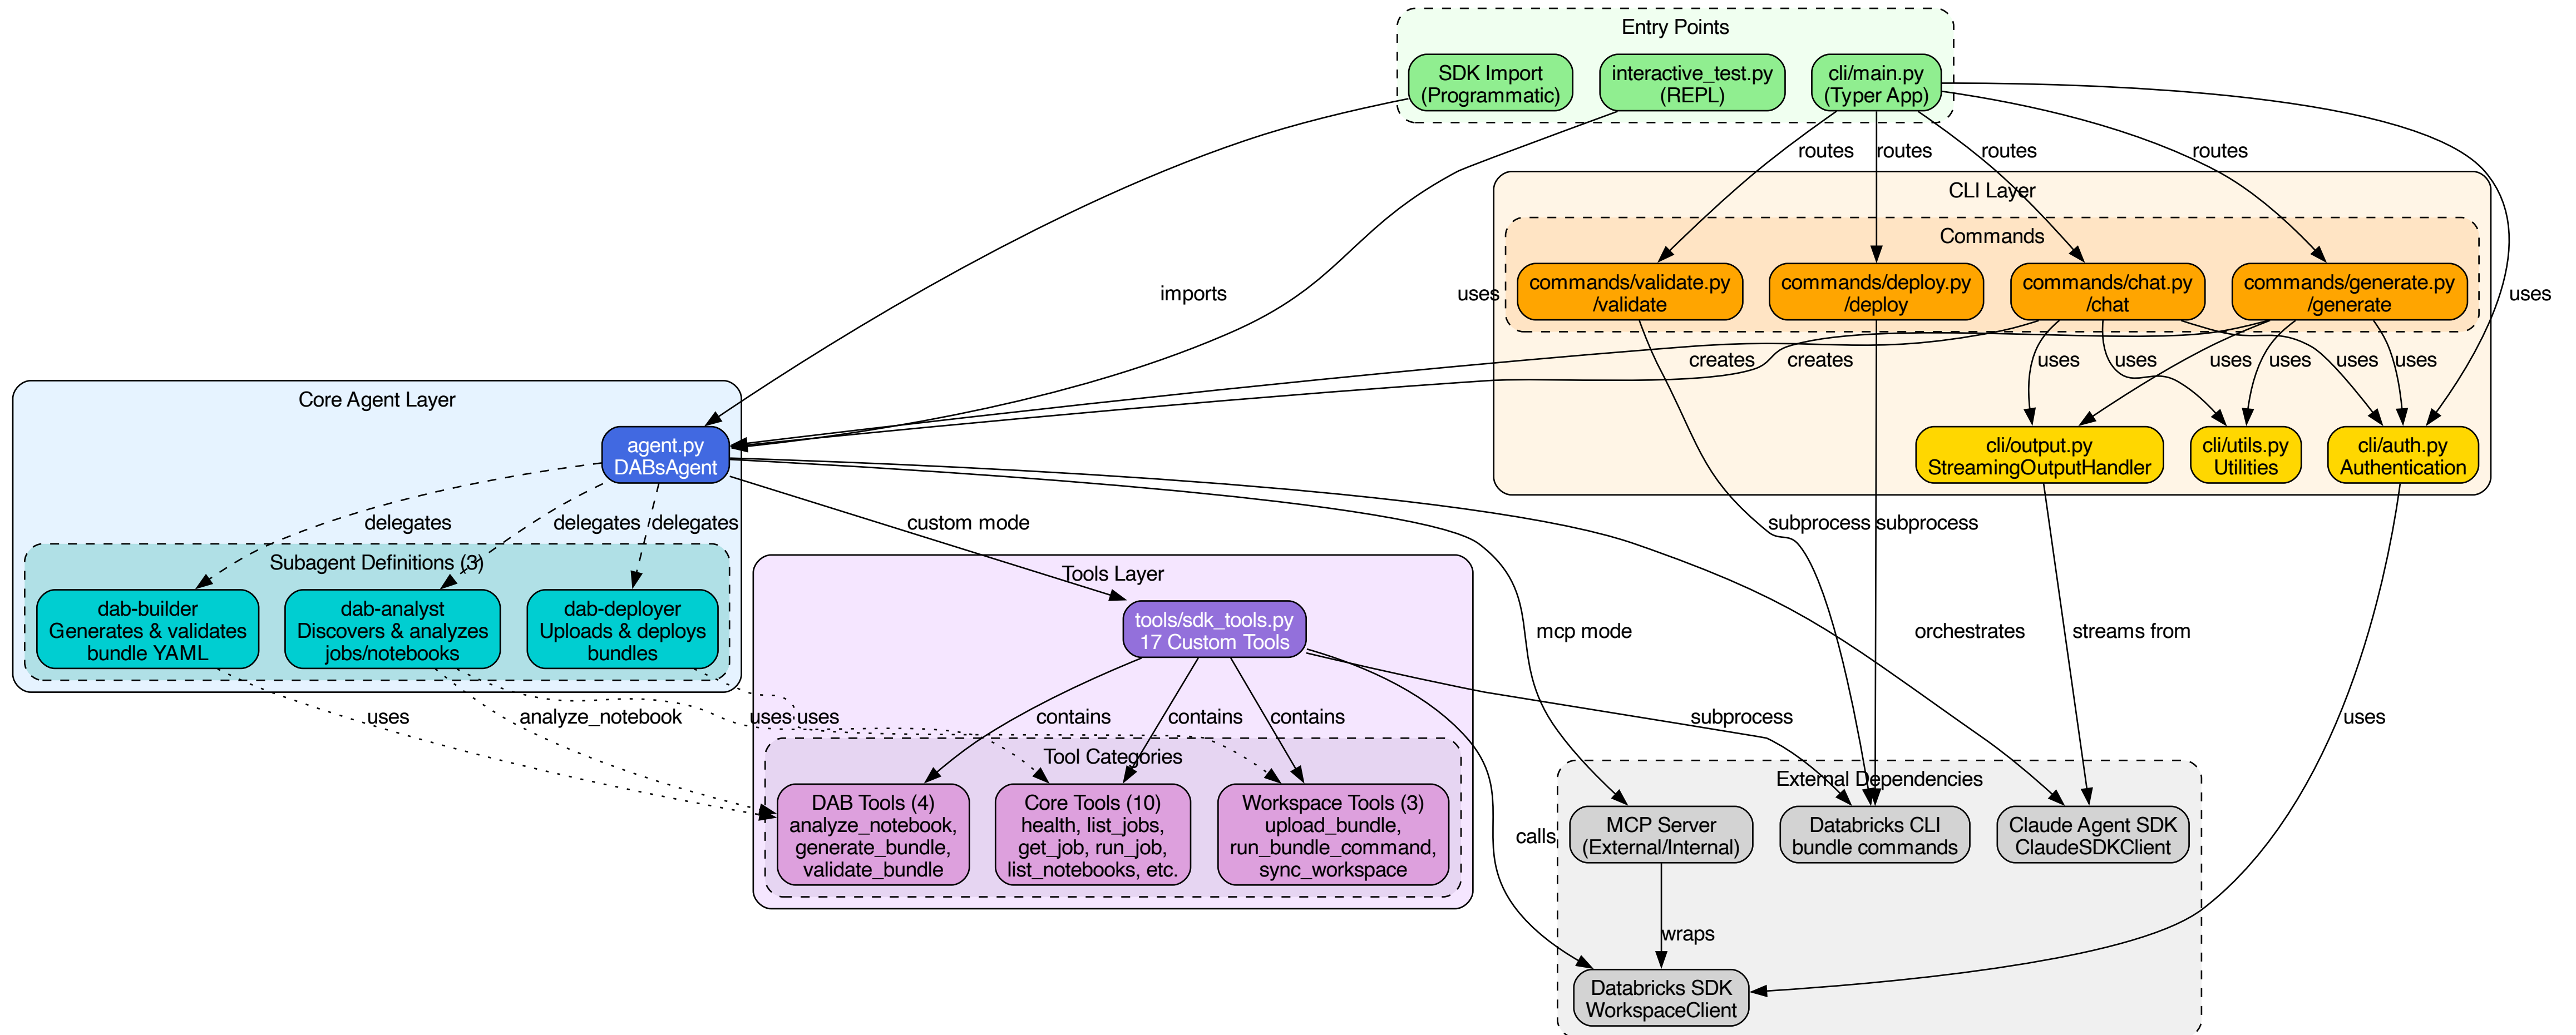 Entry Points
SDK Import
(Programmatic)
interactive_test.py
(REPL)
cli/main.py
(Typer App)
routes
routes
routes
routes
CLI Layer
Commands
commands/validate.py
/validate
commands/deploy.py
/deploy
commands/chat.py
/chat
commands/generate.py
/generate
imports
uses
uses
creates
creates
uses
uses
uses
uses
uses
uses
Core Agent Layer
agent.py
DABsAgent
cli/output.py
StreamingOutputHandler
cli/utils.py
Utilities
cli/auth.py
Authentication
delegates
delegates
delegates
custom mode
subprocess
subprocess
Subagent Definitions (3)
dab-builder
Generates & validates
bundle YAML
dab-analyst
Discovers & analyzes
jobs/notebooks
dab-deployer
Uploads & deploys
bundles
Tools Layer
tools/sdk_tools.py
17 Custom Tools
mcp mode
orchestrates
streams from
uses
analyze_notebook
uses
uses
contains
contains
contains
subprocess
uses
Tool Categories
DAB Tools (4)
analyze_notebook,
generate_bundle,
validate_bundle
Core Tools (10)
health, list_jobs,
get_job, run_job,
list_notebooks, etc.
Workspace Tools (3)
upload_bundle,
run_bundle_command,
sync_workspace
calls
External Dependencies
MCP Server
(External/Internal)
Databricks CLI
bundle commands
Claude Agent SDK
ClaudeSDKClient
wraps
Databricks SDK
WorkspaceClient